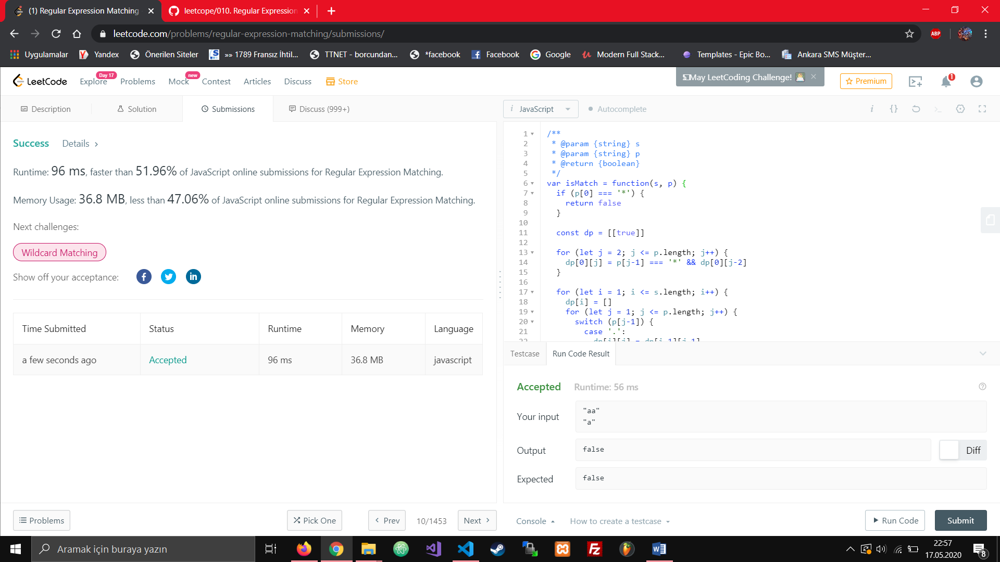 (1) Regular Expression Matching
leetcope/010. Regular Expression
leetcode.com/problems/regular-expression-matching/submissions/
ABP
Uygulamalar
Yandex
Önerilen Siteler
»» 1789 Fransız İhtil...
TTNET - borcundan...
*facebook
Facebook
Google
Modern Full Stack...
Templates - Epic Bo...
Ankara SMS Müşter...
LeetCode
Explore
Day 17
Problems
Mock
new
Contest
Articles
Discuss
Store
May LeetCoding Challenge!
Premium
1
Description
Solution
Submissions
Discuss (999+)
i JavaScript
Autocomplete
Success
Details
Runtime: 96 ms, faster than 51.96% of JavaScript online submissions for Regular Expression Matching.
Memory Usage: 36.8 MB, less than 47.06% of JavaScript online submissions for Regular Expression Matching.
Next challenges:
Wildcard Matching
Show off your acceptance:
Time Submitted
Status
Runtime
Memory
Language
a few seconds ago
Accepted
96 ms
36.8 MB
javascript
1 /**
2 * @param {string} s
3 * @param {string} p
4 * @return {boolean}
5 */
6 var isMatch = function(s, p) {
7 if (p[0] === '*') {
8 return false
9 }
10
11 const dp = [[true]]
12
13 for (let j = 2; j <= p.length; j++) {
14 dp[0][j] = p[j-1] === '*' && dp[0][j-2]
15 }
16
17 for (let i = 1; i <= s.length; i++) {
18 dp[i] = []
19 for (let j = 1; j <= p.length; j++) {
20 switch (p[j-1]) {
21 case '.':
22 dp[i][j] = dp[i-1][j-1]
Testcase
Run Code Result
Accepted
Runtime: 56 ms
Your input
"aa"
"a"
Output
false
Diff
Expected
false
Problems
Pick One
Prev
10/1453
Next
Console
How to create a testcase
Run Code
Submit
Aramak için buraya yazın
22:57
17.05.2020
8